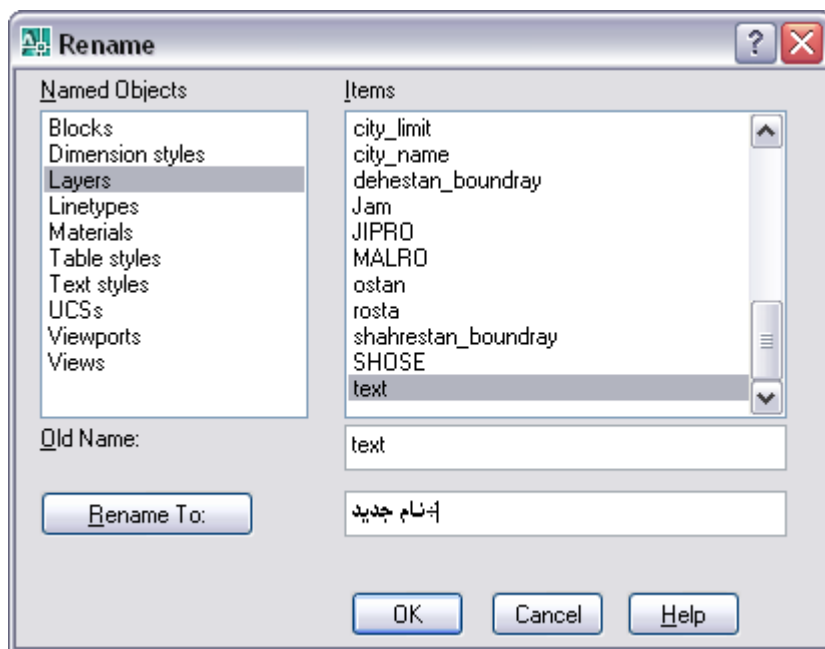 Rename
Named Objects
Blocks
Dimension styles
Layers
Linetypes
Materials
Table styles
Text styles
UCSs
Viewports
Views
Items
city_limit
city_name
dehestan_boundray
Jam
JIPRO
MALRO
ostan
rosta
shahrestan_boundray
SHOSE
text
Old Name:
text
Rename To:
نام جدید
OK
Cancel
Help